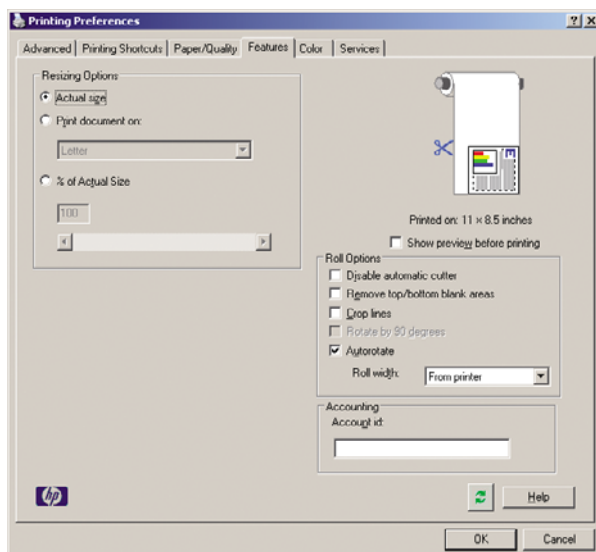 Printing Preferences
Advanced Printing Shortcuts Paper/Quality Features Color Services
Resizing Options
Actual size
Print document on:
Letter
% of Actual Size
100
Printed on: 11 × 8.5 inches
Show preview before printing
Roll Options
Disable automatic cutter
Remove top/bottom blank areas
Crop lines
Rotate by 90 degrees
Autorotate
Roll width: From printer
Accounting
Account id:
hp
Help
OK Cancel